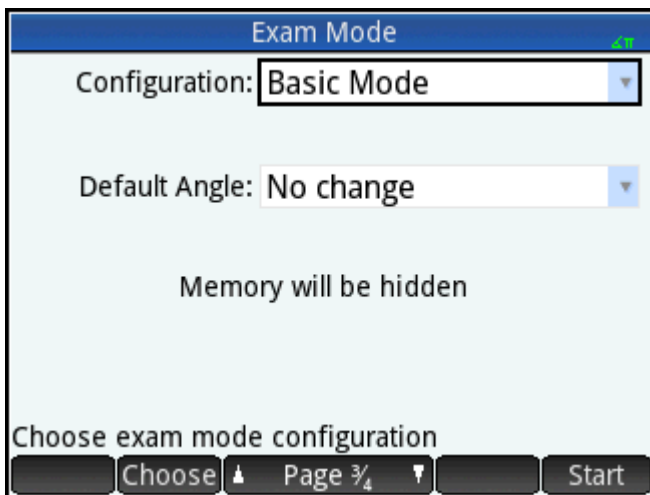 Exam Mode
∡π
Configuration: Basic Mode
Default Angle: No change
Memory will be hidden
Choose exam mode configuration
Choose Page ¾ Start